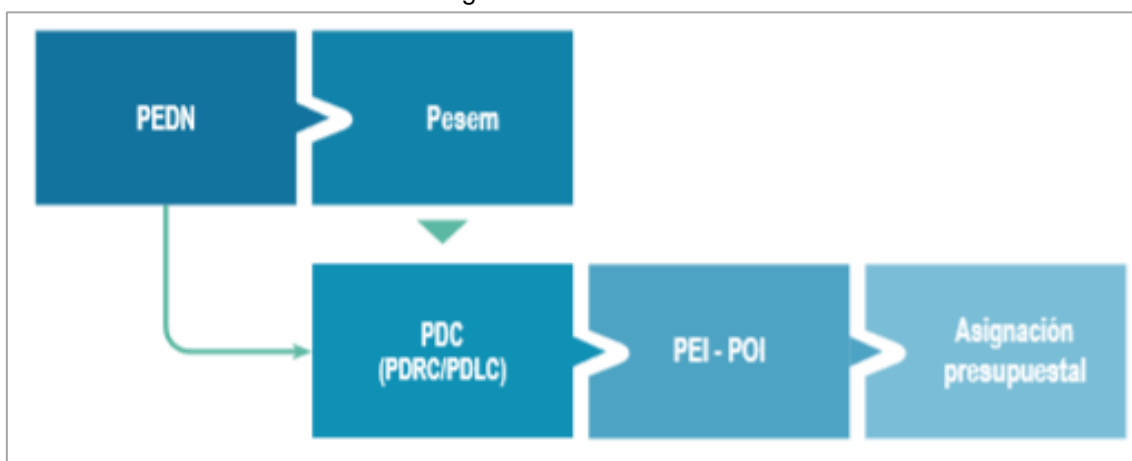 PEDN
Pesem
PDC
(PDRC/PDLC)
PEI - POI
Asignación
presupuestal